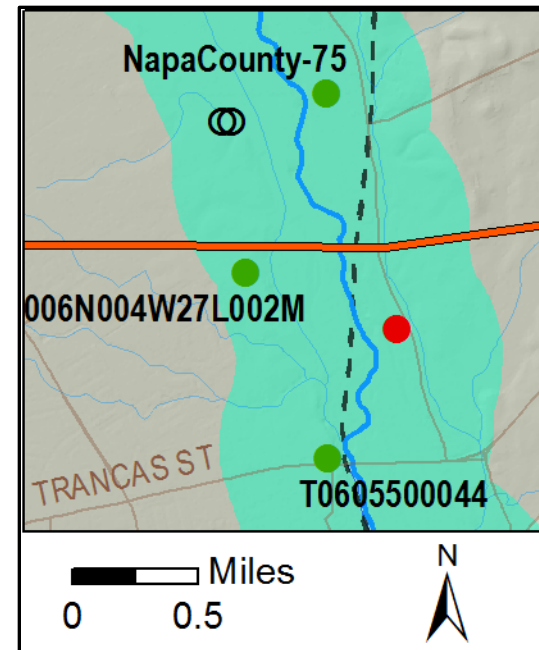 NapaCounty-75
006N004W27L002M
TRANCAS ST
T0605500044
Miles
0 0.5
N